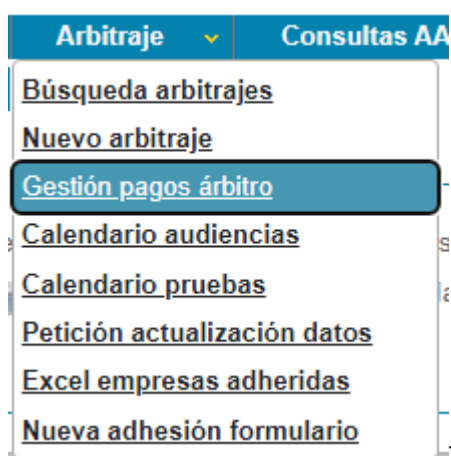 Arbitraje Consultas AA
Búsqueda arbitrajes
Nuevo arbitraje
Gestión pagos árbitro
Calendario audiencias
Calendario pruebas
Petición actualización datos
Excel empresas adheridas
Nueva adhesión formulario